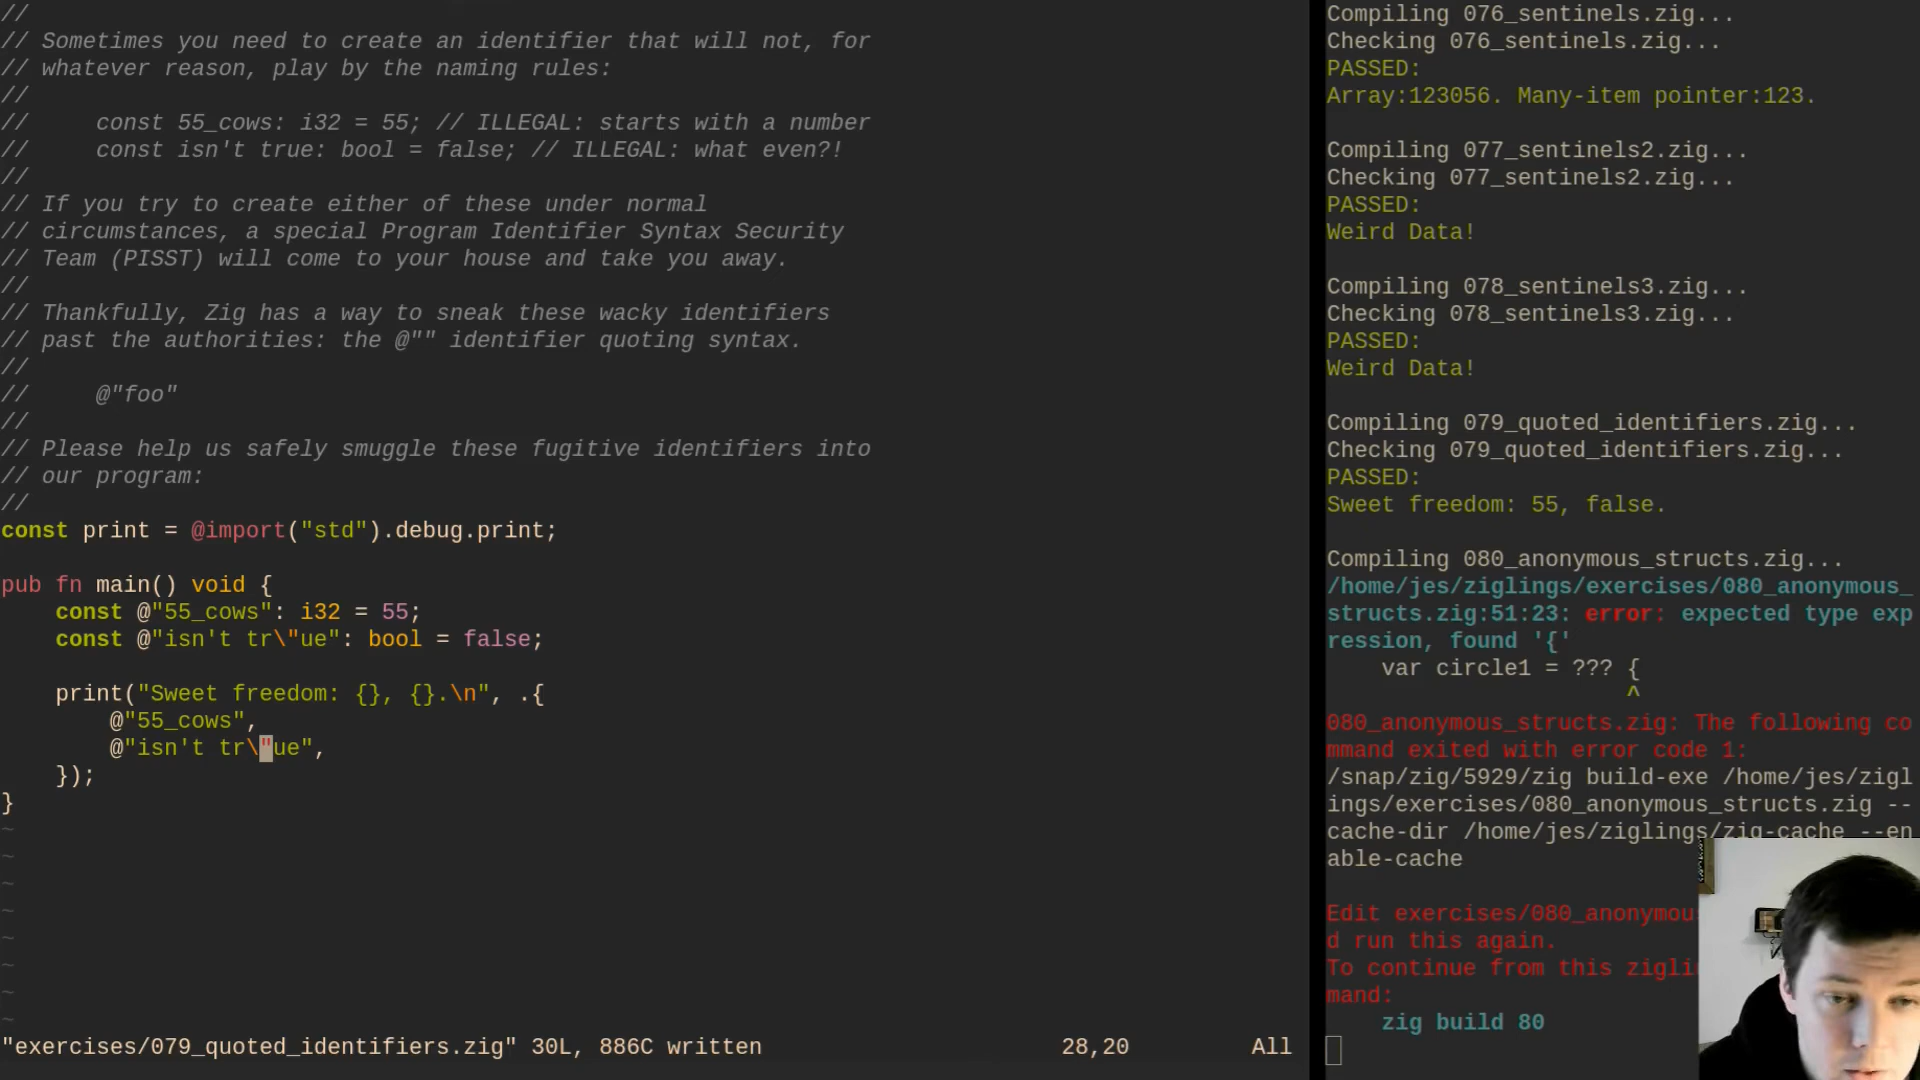 //
// Sometimes you need to create an identifier that will not, for
// whatever reason, play by the naming rules:
//
//     const 55_cows: i32 = 55; // ILLEGAL: starts with a number
//     const isn't true: bool = false; // ILLEGAL: what even?!
//
// If you try to create either of these under normal
// circumstances, a special Program Identifier Syntax Security
// Team (PISST) will come to your house and take you away.
//
// Thankfully, Zig has a way to sneak these wacky identifiers
// past the authorities: the @"" identifier quoting syntax.
//
//     @"foo"
//
// Please help us safely smuggle these fugitive identifiers into
// our program:
//
const print = @import("std").debug.print;

pub fn main() void {
    const @"55_cows": i32 = 55;
    const @"isn't tr\"ue": bool = false;

    print("Sweet freedom: {}, {}.\n", .{
        @"55_cows",
        @"isn't tr\"ue",
    });
}
~
~
~
~
~
~
~
~
"exercises/079_quoted_identifiers.zig" 30L, 886C written 28,20 All
Compiling 076_sentinels.zig...
Checking 076_sentinels.zig...
PASSED:
Array:123056. Many-item pointer:123.

Compiling 077_sentinels2.zig...
Checking 077_sentinels2.zig...
PASSED:
Weird Data!

Compiling 078_sentinels3.zig...
Checking 078_sentinels3.zig...
PASSED:
Weird Data!

Compiling 079_quoted_identifiers.zig...
Checking 079_quoted_identifiers.zig...
PASSED:
Sweet freedom: 55, false.

Compiling 080_anonymous_structs.zig...
/home/jes/ziglings/exercises/080_anonymous_
structs.zig:51:23: error: expected type exp
ression, found '{'
    var circle1 = ??? {
                      ^
080_anonymous_structs.zig: The following co
mmand exited with error code 1:
/snap/zig/5929/zig build-exe /home/jes/zigl
ings/exercises/080_anonymous_structs.zig --
cache-dir /home/jes/ziglings/zig-cache --en
able-cache

Edit exercises/080_anonymou
d run this again.
To continue from this zigli
mand:
    zig build 80